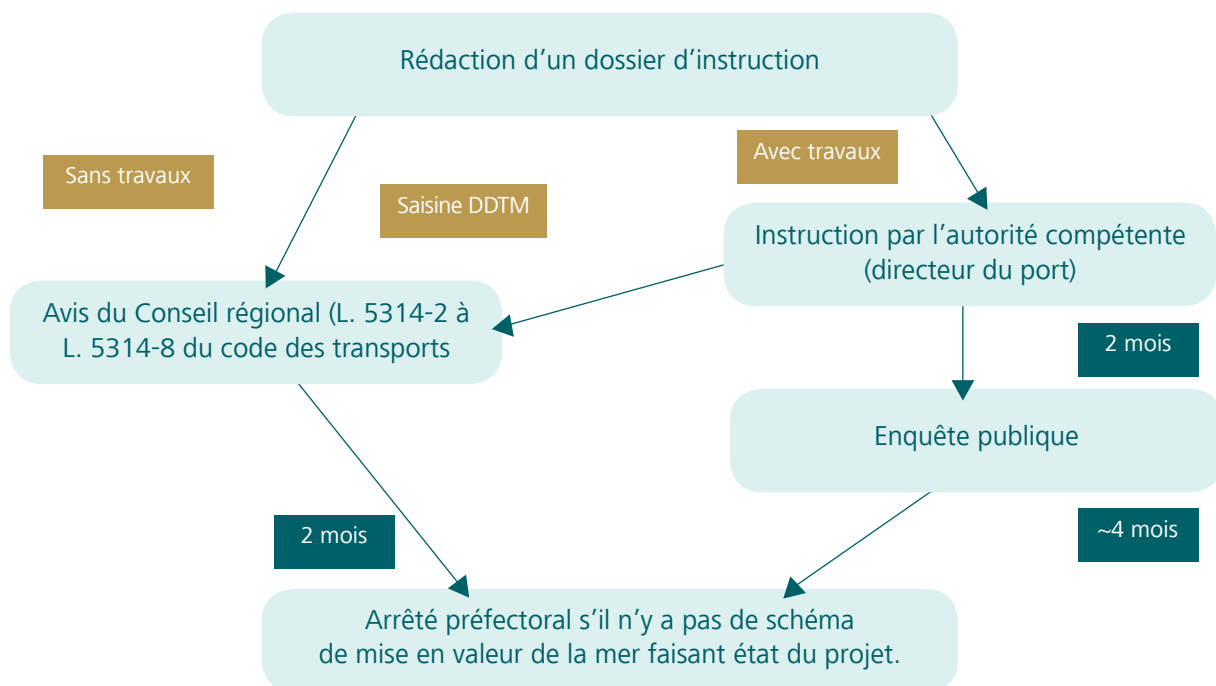 Rédaction d’un dossier d’instruction
Sans travaux
Saisine DDTM
Avec travaux
Instruction par l’autorité compétente
(directeur du port)
Avis du Conseil régional (L. 5314-2 à
L. 5314-8 du code des transports
2 mois
Enquête publique
2 mois
~4 mois
Arrêté préfectoral s’il n’y a pas de schéma
de mise en valeur de la mer faisant état du projet.